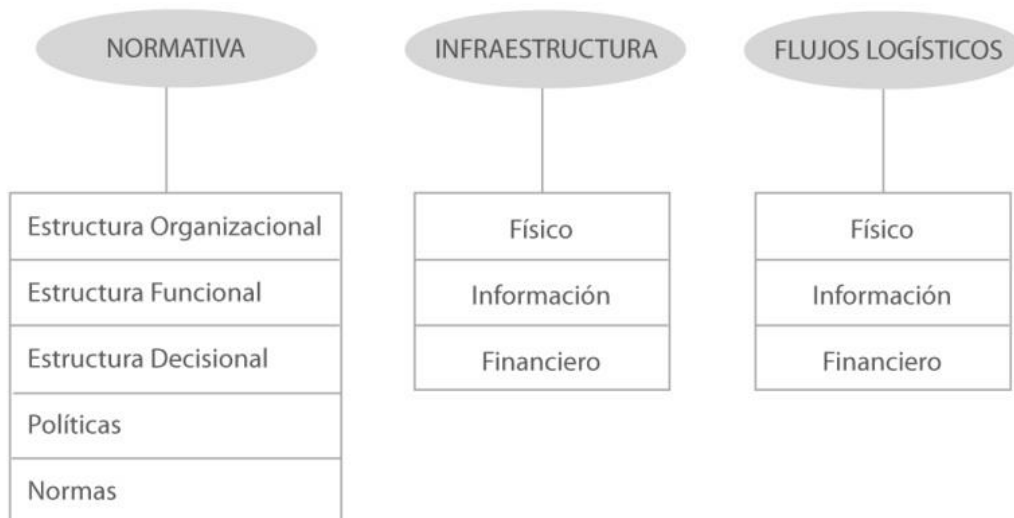 NORMATIVA
Estructura Organizacional
Estructura Funcional
Estructura Decisional
Políticas
Normas
INFRAESTRUCTURA
Físico
Información
Financiero
FLUJOS LOGÍSTICOS
Físico
Información
Financiero